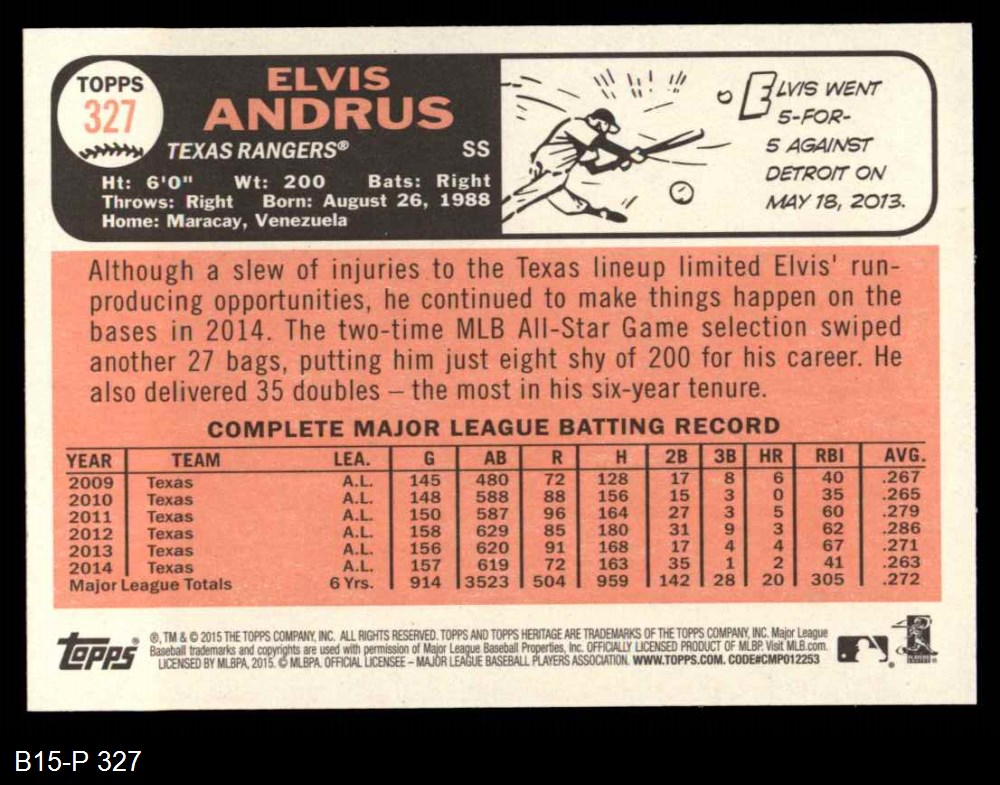 TOPPS
327
ELVIS
ANDRUS
TEXAS RANGERS® SS
Ht: 6'0" Wt: 200 Bats: Right
Throws: Right Born: August 26, 1988
Home: Maracay, Venezuela
ELVIS WENT
5-FOR-
5 AGAINST
DETROIT ON
MAY 18, 2013.
Although a slew of injuries to the Texas lineup limited Elvis' run-
producing opportunities, he continued to make things happen on the
bases in 2014. The two-time MLB All-Star Game selection swiped
another 27 bags, putting him just eight shy of 200 for his career. He
also delivered 35 doubles – the most in his six-year tenure.
COMPLETE MAJOR LEAGUE BATTING RECORD
YEAR TEAM LEA. G AB R H 2B 3B HR RBI AVG.
2009 Texas A.L. 145 480 72 128 17 8 6 40 .267
2010 Texas A.L. 148 588 88 156 15 3 0 35 .265
2011 Texas A.L. 150 587 96 164 27 3 5 60 .279
2012 Texas A.L. 158 629 85 180 31 9 3 62 .286
2013 Texas A.L. 156 620 91 168 17 4 4 67 .271
2014 Texas A.L. 157 619 72 163 35 1 2 41 .263
Major League Totals 6 Yrs. 914 3523 504 959 142 28 20 305 .272
topps®
®, TM & © 2015 THE TOPPS COMPANY, INC. ALL RIGHTS RESERVED. TOPPS AND TOPPS HERITAGE ARE TRADEMARKS OF THE TOPPS COMPANY, INC. Major League
Baseball trademarks and copyrights are used with permission of Major League Baseball Properties, Inc. OFFICIALLY LICENSED PRODUCT OF MLBP. Visit MLB.com.
LICENSED BY MLBPA, 2015. © MLBPA. OFFICIAL LICENSEE – MAJOR LEAGUE BASEBALL PLAYERS ASSOCIATION. WWW.TOPPS.COM. CODE#CMP012253
B15-P 327